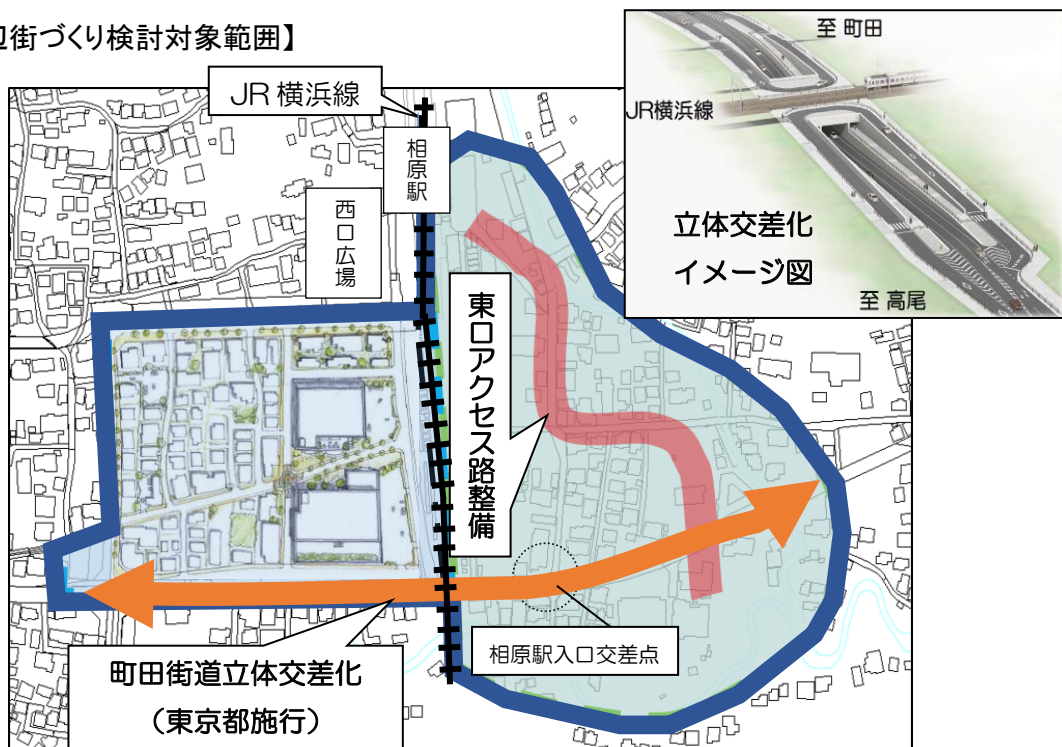 辺街づくり検討対象範囲】
至 町田
JR横浜線
立体交差化
イメージ図
至 高尾
JR 横浜線
相原駅
西口広場
東口アクセス路整備
相原駅入口交差点
町田街道立体交差化
（東京都施行）